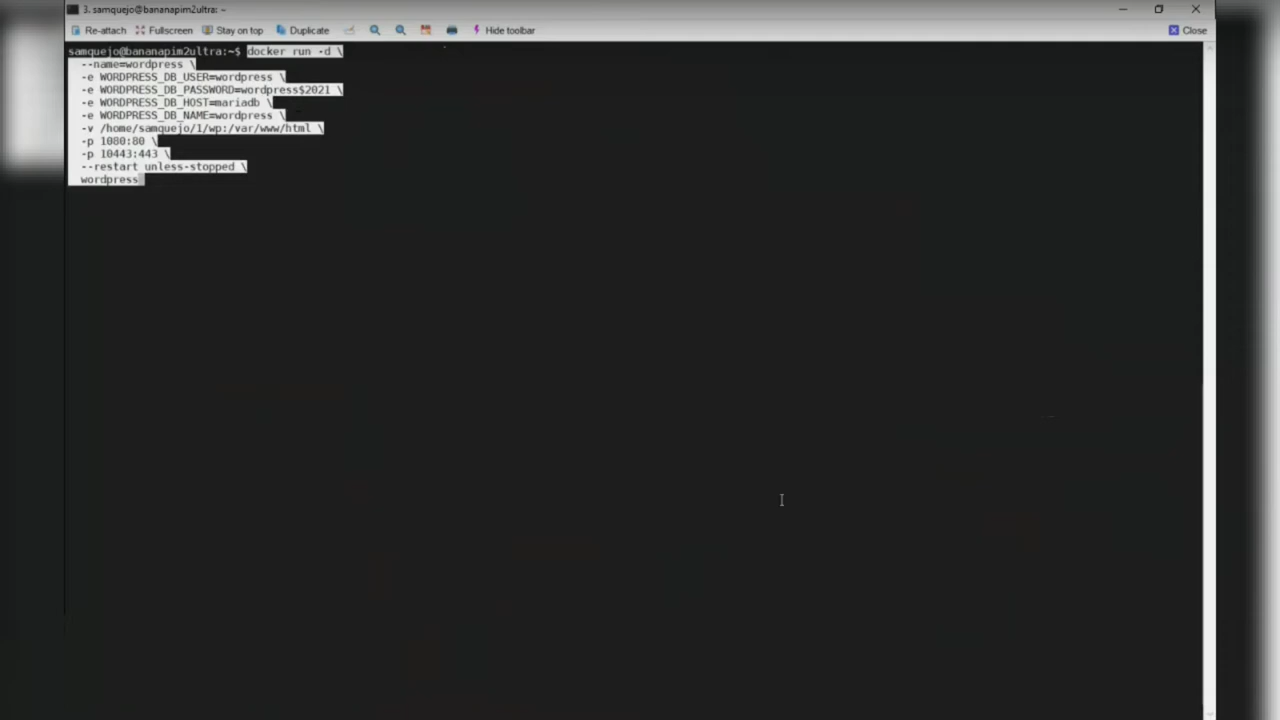 3. samquejo@bananapim2ultra: ~
Re-attach Fullscreen Stay on top Duplicate Hide toolbar Close
samquejo@bananapim2ultra:~$ docker run -d \
--name=wordpress \
-e WORDPRESS_DB_USER=wordpress \
-e WORDPRESS_DB_PASSWORD=wordpress$2021 \
-e WORDPRESS_DB_HOST=mariadb \
-e WORDPRESS_DB_NAME=wordpress \
-v /home/samquejo/1/wp:/var/www/html \
-p 1080:80 \
-p 10443:443 \
--restart unless-stopped \
wordpress